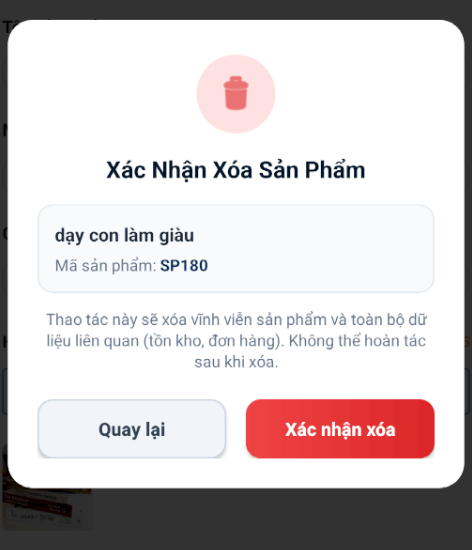 Xác Nhận Xóa Sản Phẩm
dạy con làm giàu
Mã sản phẩm: SP180
Thao tác này sẽ xóa vĩnh viễn sản phẩm và toàn bộ dữ
liệu liên quan (tồn kho, đơn hàng). Không thể hoàn tác
sau khi xóa.
Quay lại
Xác nhận xóa